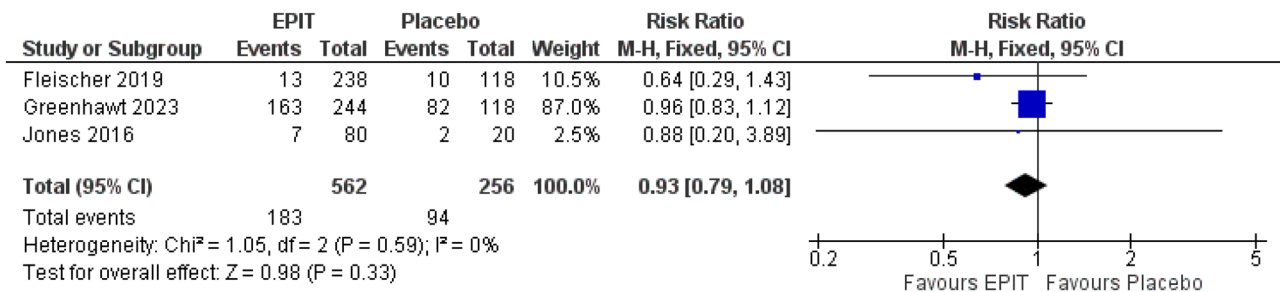 EPIT Placebo Risk Ratio Risk Ratio
Study or Subgroup Events Total Events Total Weight M-H, Fixed, 95% CI M-H, Fixed, 95% CI
Fleischer 2019 13 238 10 118 10.5% 0.64 [0.29, 1.43]
Greenhawt 2023 163 244 82 118 87.0% 0.96 [0.83, 1.12]
Jones 2016 7 80 2 20 2.5% 0.88 [0.20, 3.89]
Total (95% CI) 562 256 100.0% 0.93 [0.79, 1.08]
Total events 183 94
Heterogeneity: Chi² = 1.05, df = 2 (P = 0.59); I² = 0%
Test for overall effect: Z = 0.98 (P = 0.33)
0.2 0.5 1 2 5
Favours EPIT Favours Placebo